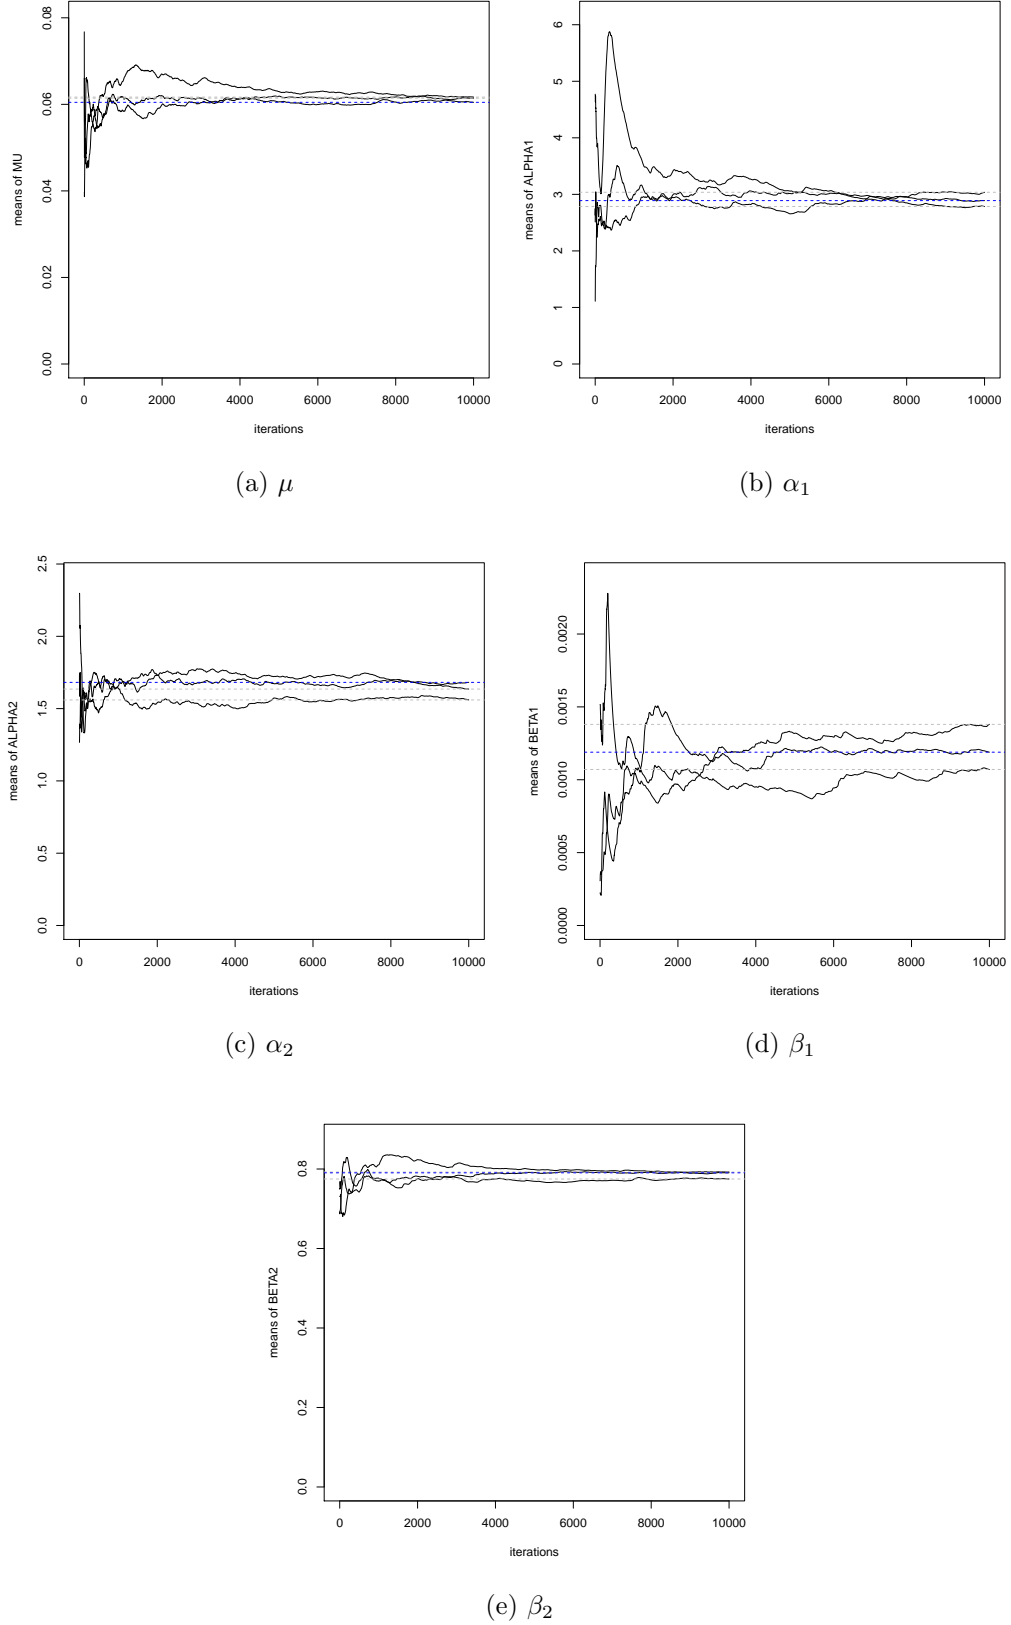 0.00 0.02 0.04 0.06 0.08
means of MU
0 2000 4000 6000 8000 10000
iterations
(a) μ
0 1 2 3 4 5 6
means of ALPHA1
0 2000 4000 6000 8000 10000
iterations
(b) α₁
0.0 0.5 1.0 1.5 2.0 2.5
means of ALPHA2
0 2000 4000 6000 8000 10000
iterations
(c) α₂
0.0000 0.0005 0.0010 0.0015 0.0020
means of BETA1
0 2000 4000 6000 8000 10000
iterations
(d) β₁
0.0 0.2 0.4 0.6 0.8
means of BETA2
0 2000 4000 6000 8000 10000
iterations
(e) β₂